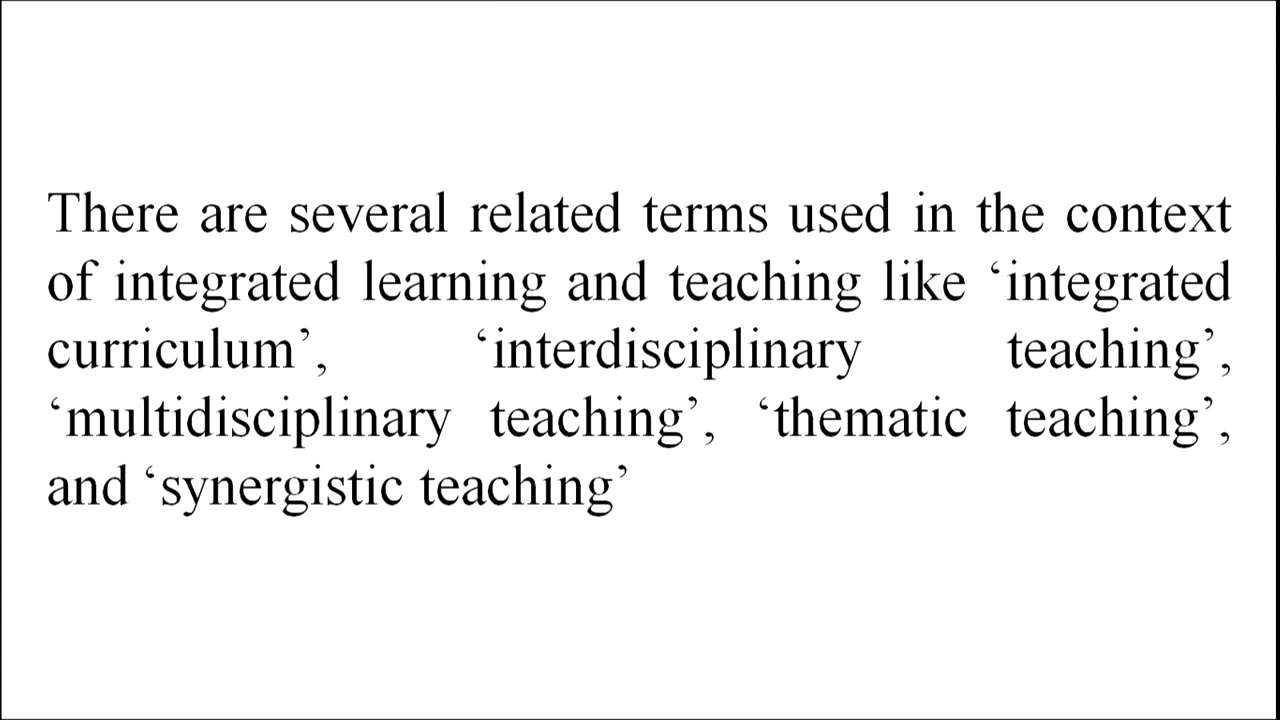 There are several related terms used in the context
of integrated learning and teaching like ‘integrated
curriculum’, ‘interdisciplinary teaching’,
‘multidisciplinary teaching’, ‘thematic teaching’,
and ‘synergistic teaching’